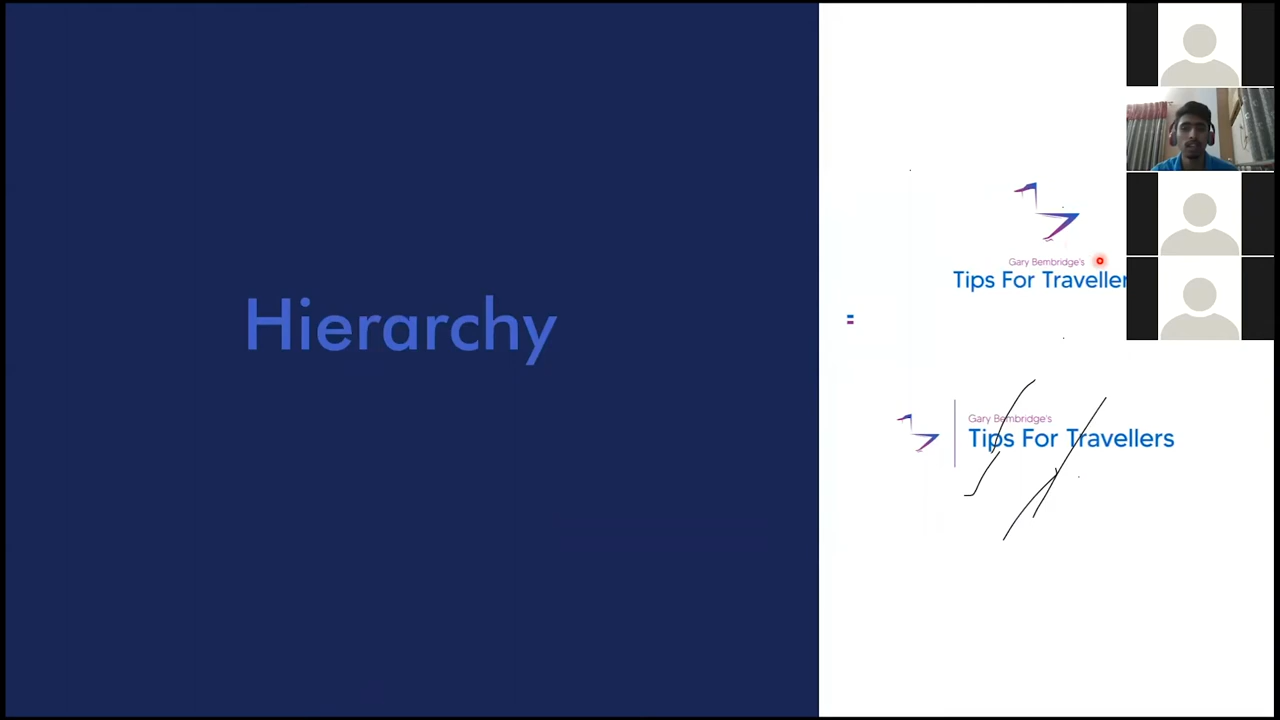 Hierarchy
Gary Bembridge's
Tips For Traveller
Gary Bembridge's
Tips For Travellers